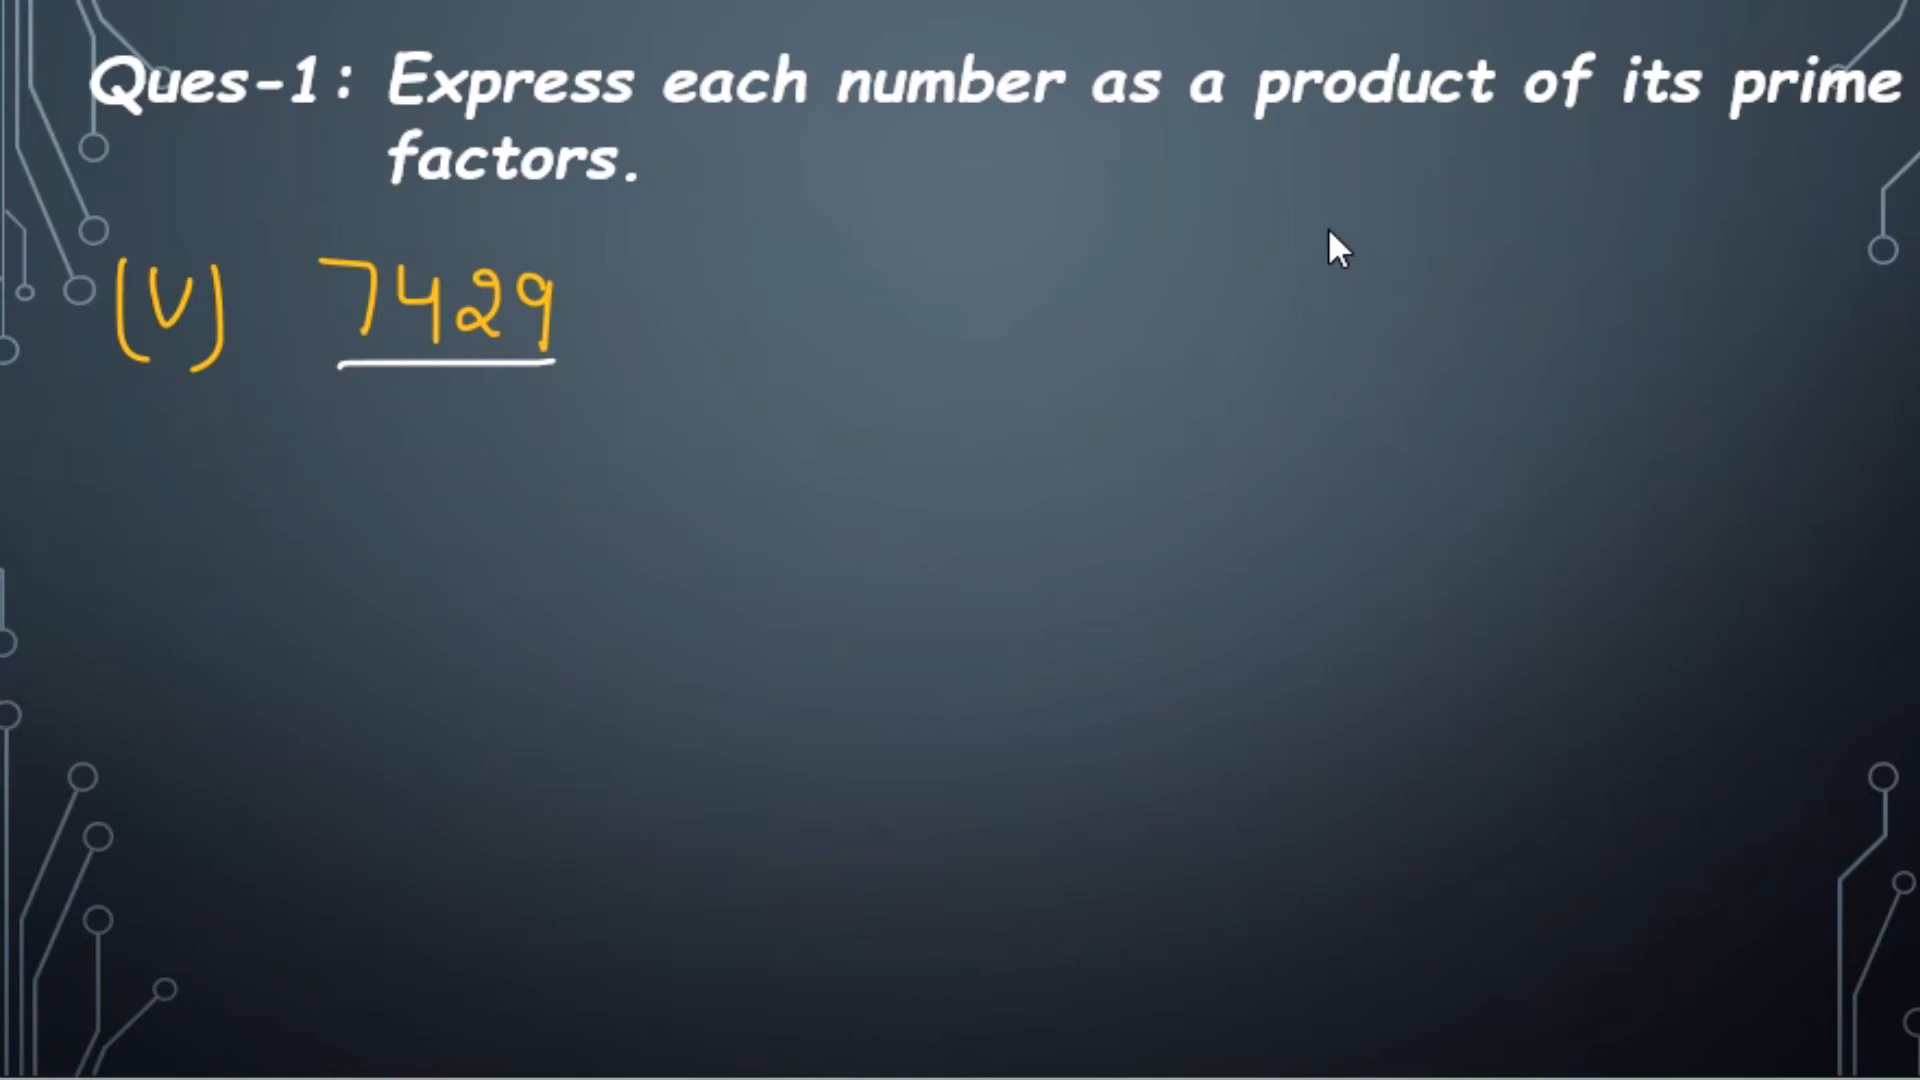 Ques-1: Express each number as a product of its prime
factors.
(V) 7429